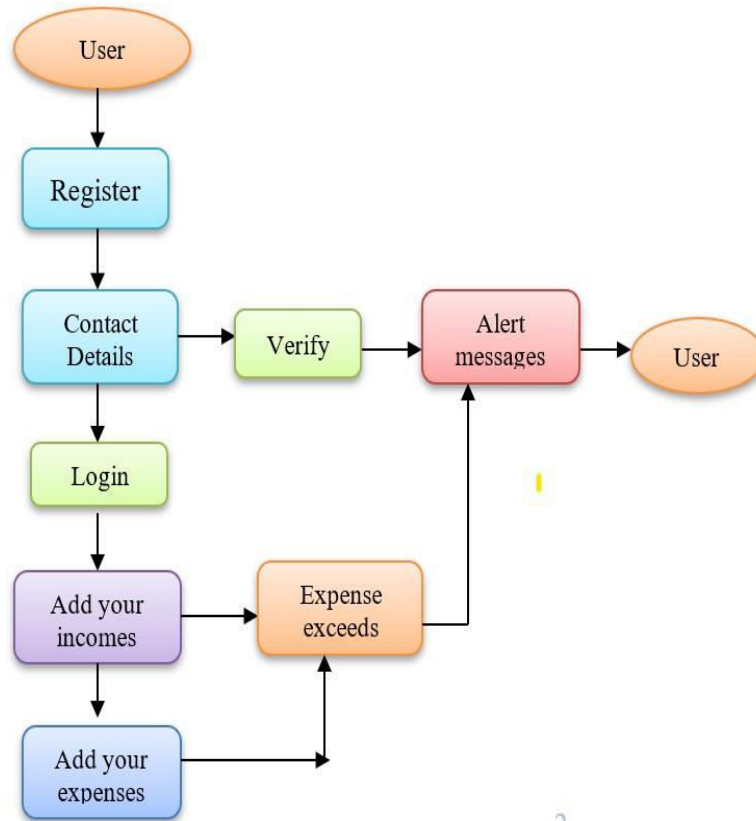 User
Register
Contact
Details
Verify
Alert
messages
User
Login
Add your
incomes
Expense
exceeds
Add your
expenses